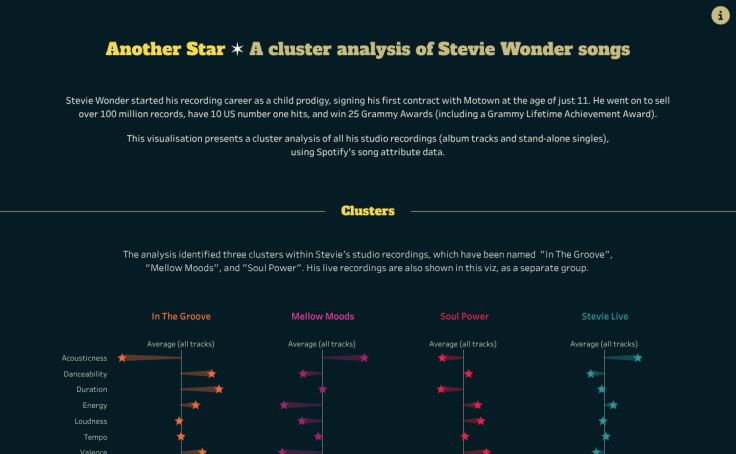 i
Another Star ✶ A cluster analysis of Stevie Wonder songs
Stevie Wonder started his recording career as a child prodigy, signing his first contract with Motown at the age of just 11. He went on to sell
over 100 million records, have 10 US number one hits, and win 25 Grammy Awards (including a Grammy Lifetime Achievement Award).
This visualisation presents a cluster analysis of all his studio recordings (album tracks and stand-alone singles),
using Spotify's song attribute data.
Clusters
The analysis identified three clusters within Stevie's studio recordings, which have been named "In The Groove",
"Mellow Moods", and "Soul Power". His live recordings are also shown in this viz, as a separate group.
In The Groove Mellow Moods Soul Power Stevie Live
Average (all tracks) Average (all tracks) Average (all tracks) Average (all tracks)
Acousticness
Danceability
Duration
Energy
Loudness
Tempo
Valence